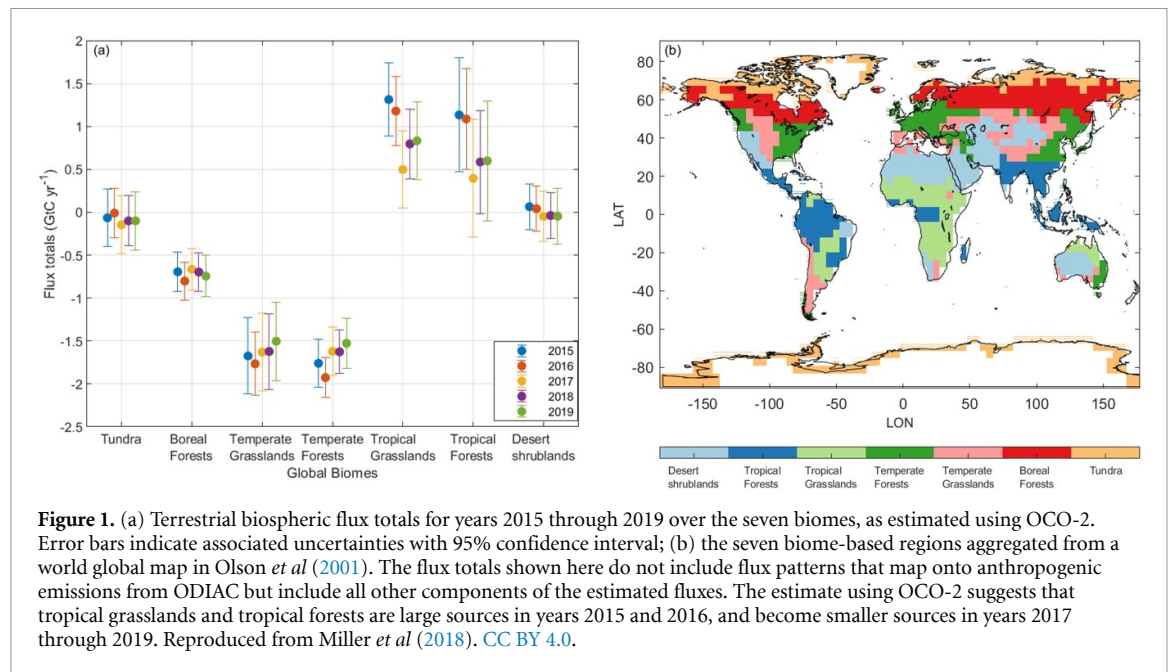 (a)
2
1.5
1
0.5
0
-0.5
-1
-1.5
-2
-2.5
Flux totals (GtC yr⁻¹)
2015
2016
2017
2018
2019
Tundra
Boreal
Forests
Temperate
Grasslands
Temperate
Forests
Tropical
Grasslands
Tropical
Forests
Desert
shrublands
Global Biomes
(b)
80
60
40
20
0
-20
-40
-60
-80
LAT
-150
-100
-50
0
50
100
150
LON
Desert
shrublands
Tropical
Forests
Tropical
Grasslands
Temperate
Forests
Temperate
Grasslands
Boreal
Forests
Tundra
Figure 1. (a) Terrestrial biospheric flux totals for years 2015 through 2019 over the seven biomes, as estimated using OCO-2.
Error bars indicate associated uncertainties with 95% confidence interval; (b) the seven biome-based regions aggregated from a
world global map in Olson et al (2001). The flux totals shown here do not include flux patterns that map onto anthropogenic
emissions from ODIAC but include all other components of the estimated fluxes. The estimate using OCO-2 suggests that
tropical grasslands and tropical forests are large sources in years 2015 and 2016, and become smaller sources in years 2017
through 2019. Reproduced from Miller et al (2018). CC BY 4.0.